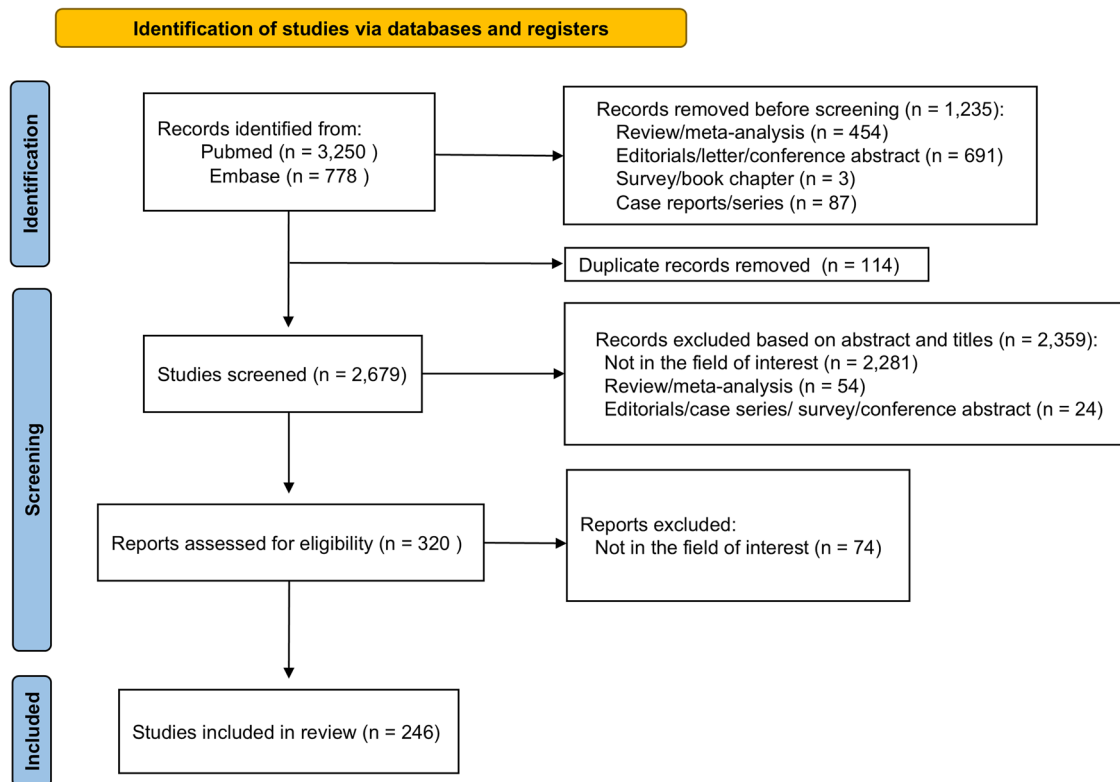 Identification of studies via databases and registers
Identification
Records identified from:
Pubmed (n = 3,250 )
Embase (n = 778 )
Records removed before screening (n = 1,235):
Review/meta-analysis (n = 454)
Editorials/letter/conference abstract (n = 691)
Survey/book chapter (n = 3)
Case reports/series (n = 87)
Duplicate records removed (n = 114)
Screening
Studies screened (n = 2,679)
Records excluded based on abstract and titles (n = 2,359):
Not in the field of interest (n = 2,281)
Review/meta-analysis (n = 54)
Editorials/case series/ survey/conference abstract (n = 24)
Reports assessed for eligibility (n = 320 )
Reports excluded:
Not in the field of interest (n = 74)
Included
Studies included in review (n = 246)